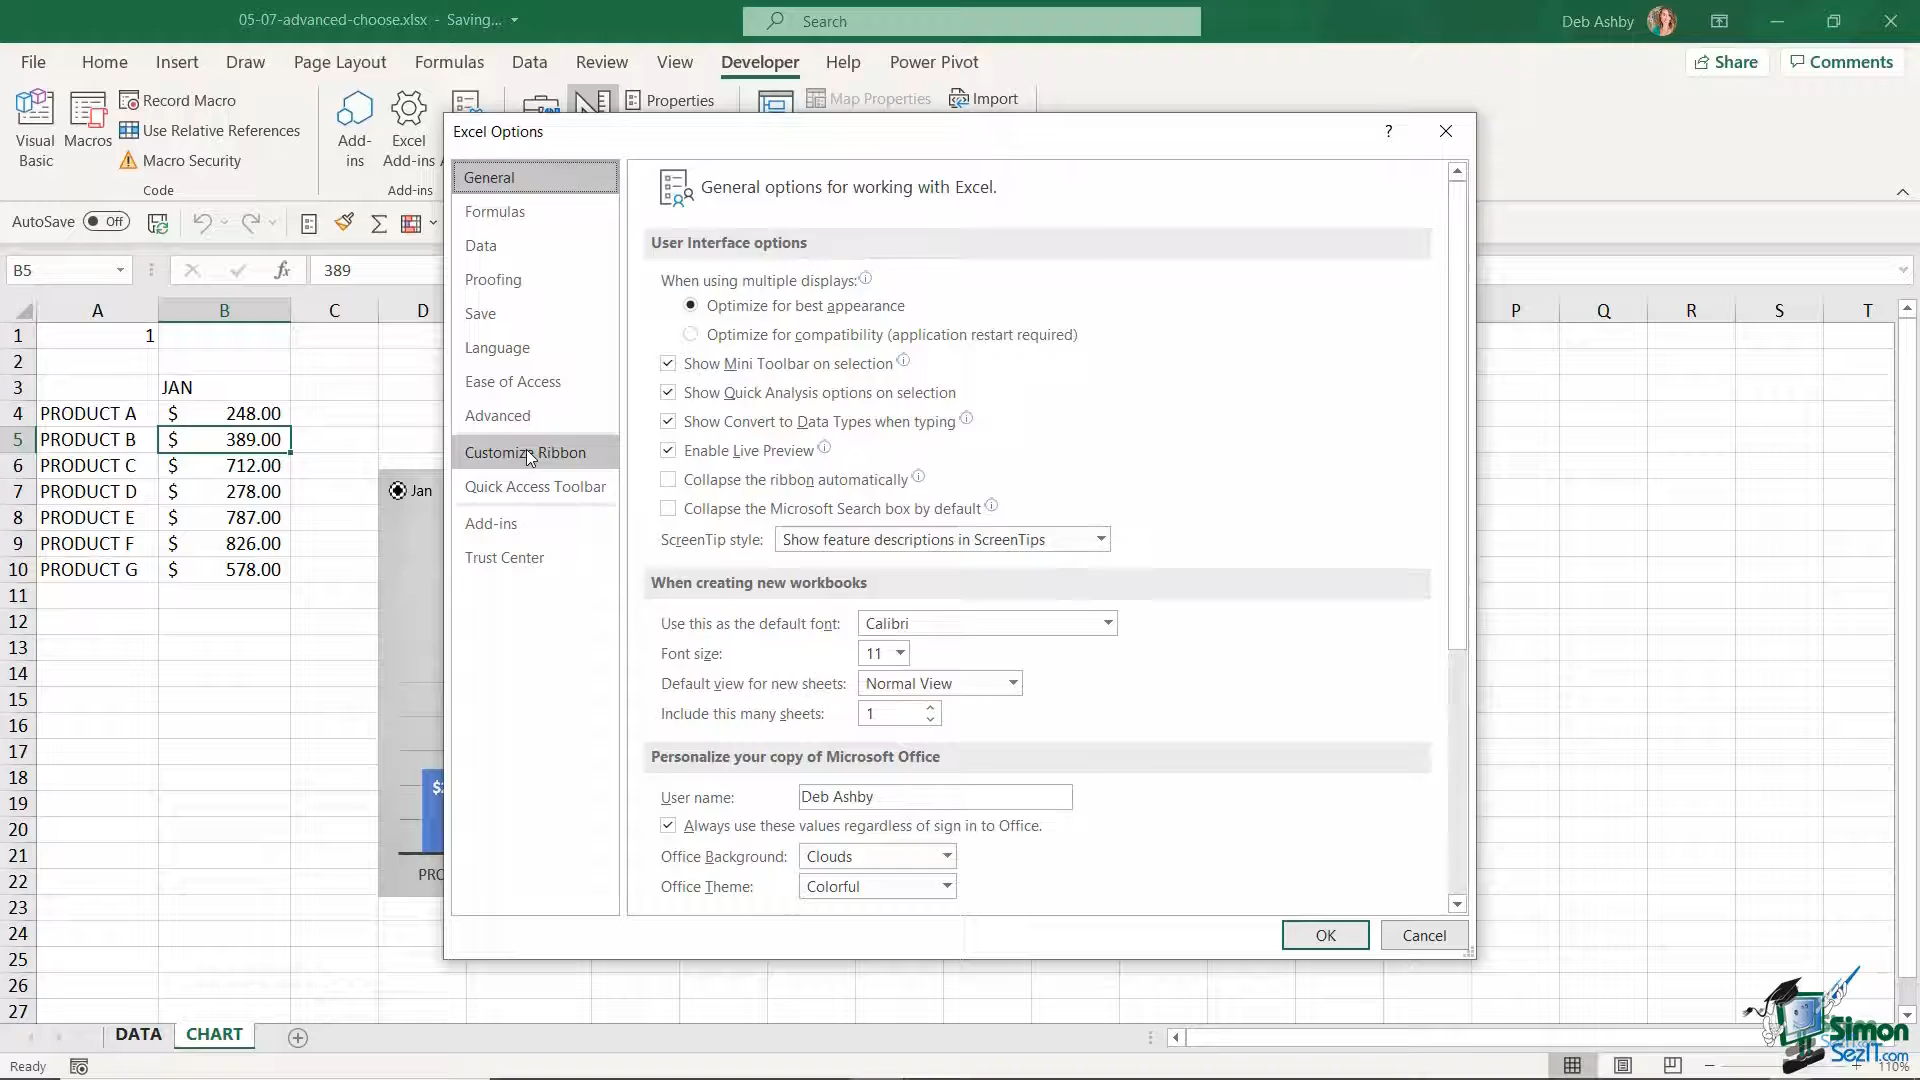 05-07-advanced-choose.xlsx - Saving...
Search
Deb Ashby
File Home Insert Draw Page Layout Formulas Data Review View Developer Help Power Pivot
Share Comments
Visual Basic
Macros
Record Macro
Use Relative References
Macro Security
Code
Add-ins
Excel Add-ins
Add-ins
Properties
Map Properties
Import
AutoSave Off
B5 fx 389
A B C D P Q R S T
1 1
2
3 JAN
4 PRODUCT A $ 248.00
5 PRODUCT B $ 389.00
6 PRODUCT C $ 712.00
7 PRODUCT D $ 278.00
8 PRODUCT E $ 787.00
9 PRODUCT F $ 826.00
10 PRODUCT G $ 578.00
11
12
13
14
15
16
17
18
19
20
21
22
23
24
25
26
27
Jan
PRO
Excel Options
?
General
Formulas
Data
Proofing
Save
Language
Ease of Access
Advanced
Customize Ribbon
Quick Access Toolbar
Add-ins
Trust Center
General options for working with Excel.
User Interface options
When using multiple displays:
Optimize for best appearance
Optimize for compatibility (application restart required)
Show Mini Toolbar on selection
Show Quick Analysis options on selection
Show Convert to Data Types when typing
Enable Live Preview
Collapse the ribbon automatically
Collapse the Microsoft Search box by default
ScreenTip style: Show feature descriptions in ScreenTips
When creating new workbooks
Use this as the default font: Calibri
Font size: 11
Default view for new sheets: Normal View
Include this many sheets: 1
Personalize your copy of Microsoft Office
User name: Deb Ashby
Always use these values regardless of sign in to Office.
Office Background: Clouds
Office Theme: Colorful
OK Cancel
DATA CHART
Ready
110%
Simon
SezIT.com